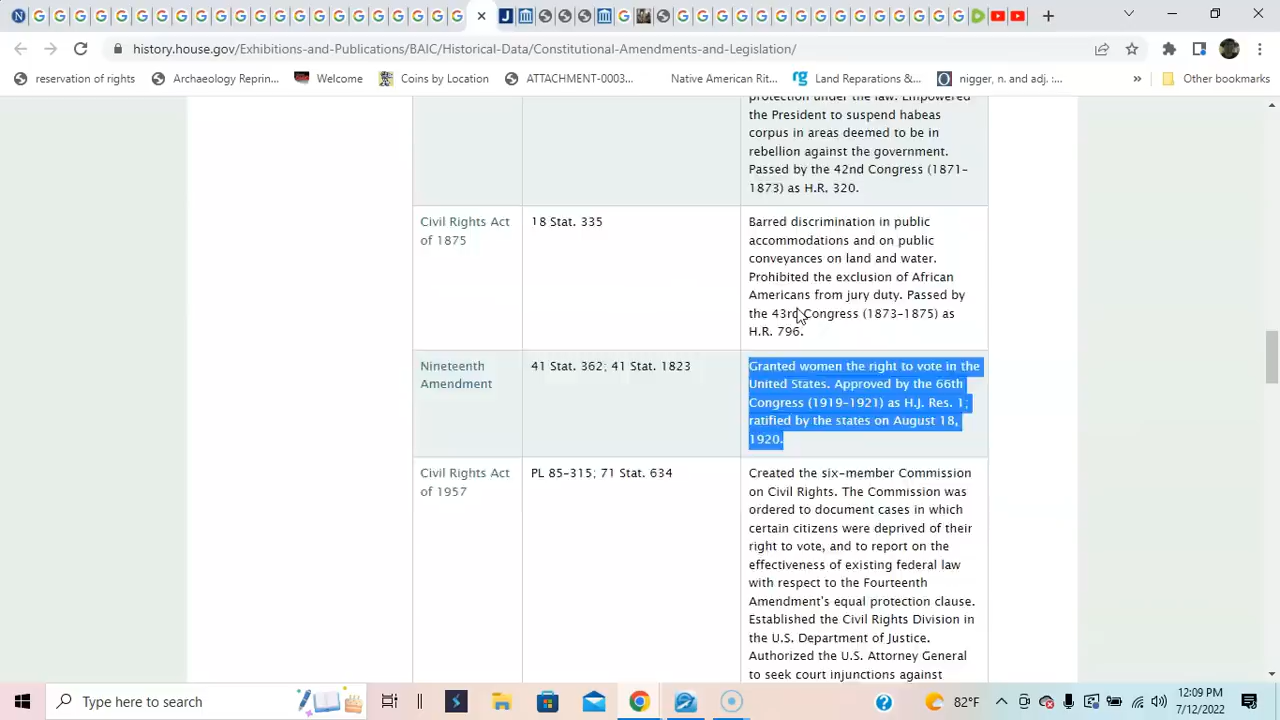 history.house.gov/Exhibitions-and-Publications/BAIC/Historical-Data/Constitutional-Amendments-and-Legislation/
reservation of rights
Archaeology Reprin...
Welcome
Coins by Location
ATTACHMENT-0003...
Native American Rit...
Land Reparations &...
nigger, n. and adj. :...
»
Other bookmarks
protection under the law. Empowered
the President to suspend habeas
corpus in areas deemed to be in
rebellion against the government.
Passed by the 42nd Congress (1871–
1873) as H.R. 320.
Civil Rights Act
of 1875
18 Stat. 335
Barred discrimination in public
accommodations and on public
conveyances on land and water.
Prohibited the exclusion of African
Americans from jury duty. Passed by
the 43rd Congress (1873–1875) as
H.R. 796.
Nineteenth
Amendment
41 Stat. 362; 41 Stat. 1823
Granted women the right to vote in the
United States. Approved by the 66th
Congress (1919–1921) as H.J. Res. 1;
ratified by the states on August 18,
1920.
Civil Rights Act
of 1957
PL 85–315; 71 Stat. 634
Created the six–member Commission
on Civil Rights. The Commission was
ordered to document cases in which
certain citizens were deprived of their
right to vote, and to report on the
effectiveness of existing federal law
with respect to the Fourteenth
Amendment's equal protection clause.
Established the Civil Rights Division in
the U.S. Department of Justice.
Authorized the U.S. Attorney General
to seek court injunctions against
Type here to search
82°F
12:09 PM
7/12/2022